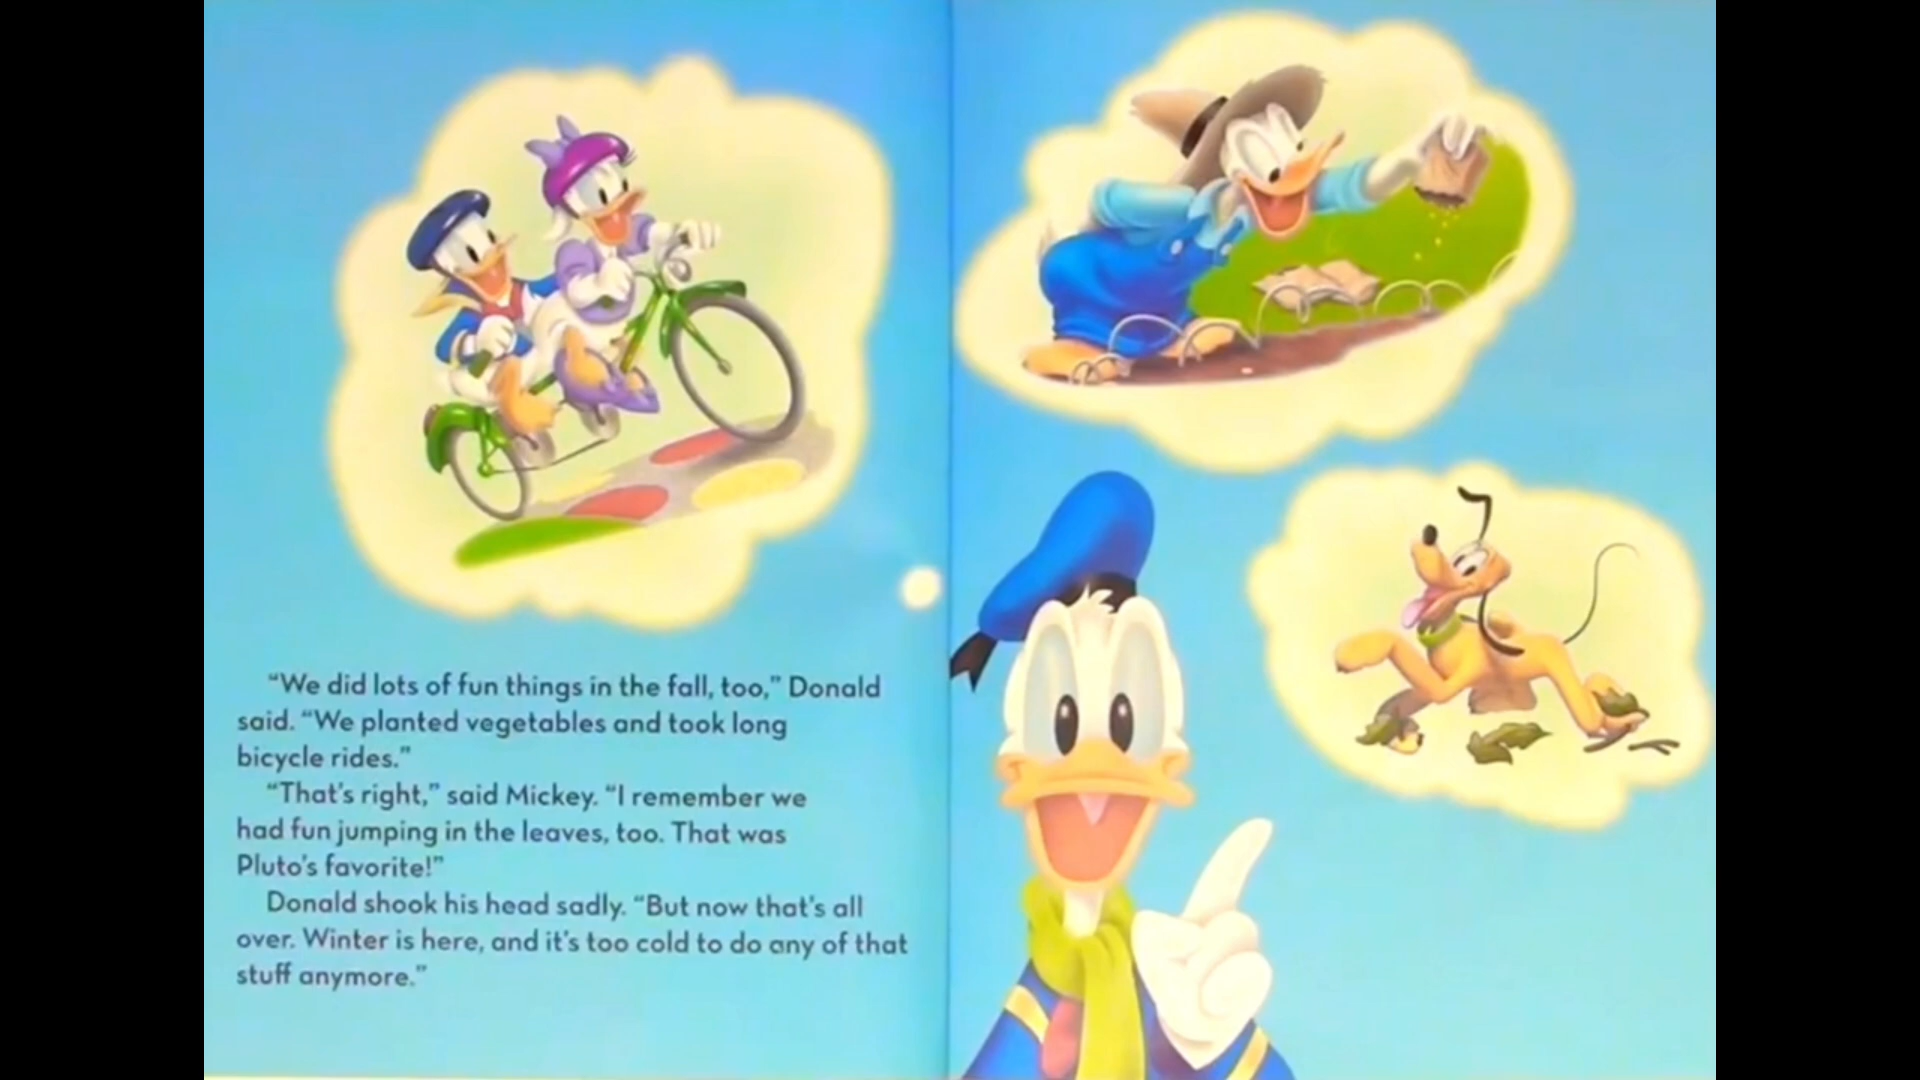 “We did lots of fun things in the fall, too,” Donald
said. “We planted vegetables and took long
bicycle rides.”
“That’s right,” said Mickey. “I remember we
had fun jumping in the leaves, too. That was
Pluto’s favorite!”
Donald shook his head sadly. “But now that’s all
over. Winter is here, and it’s too cold to do any of that
stuff anymore.”